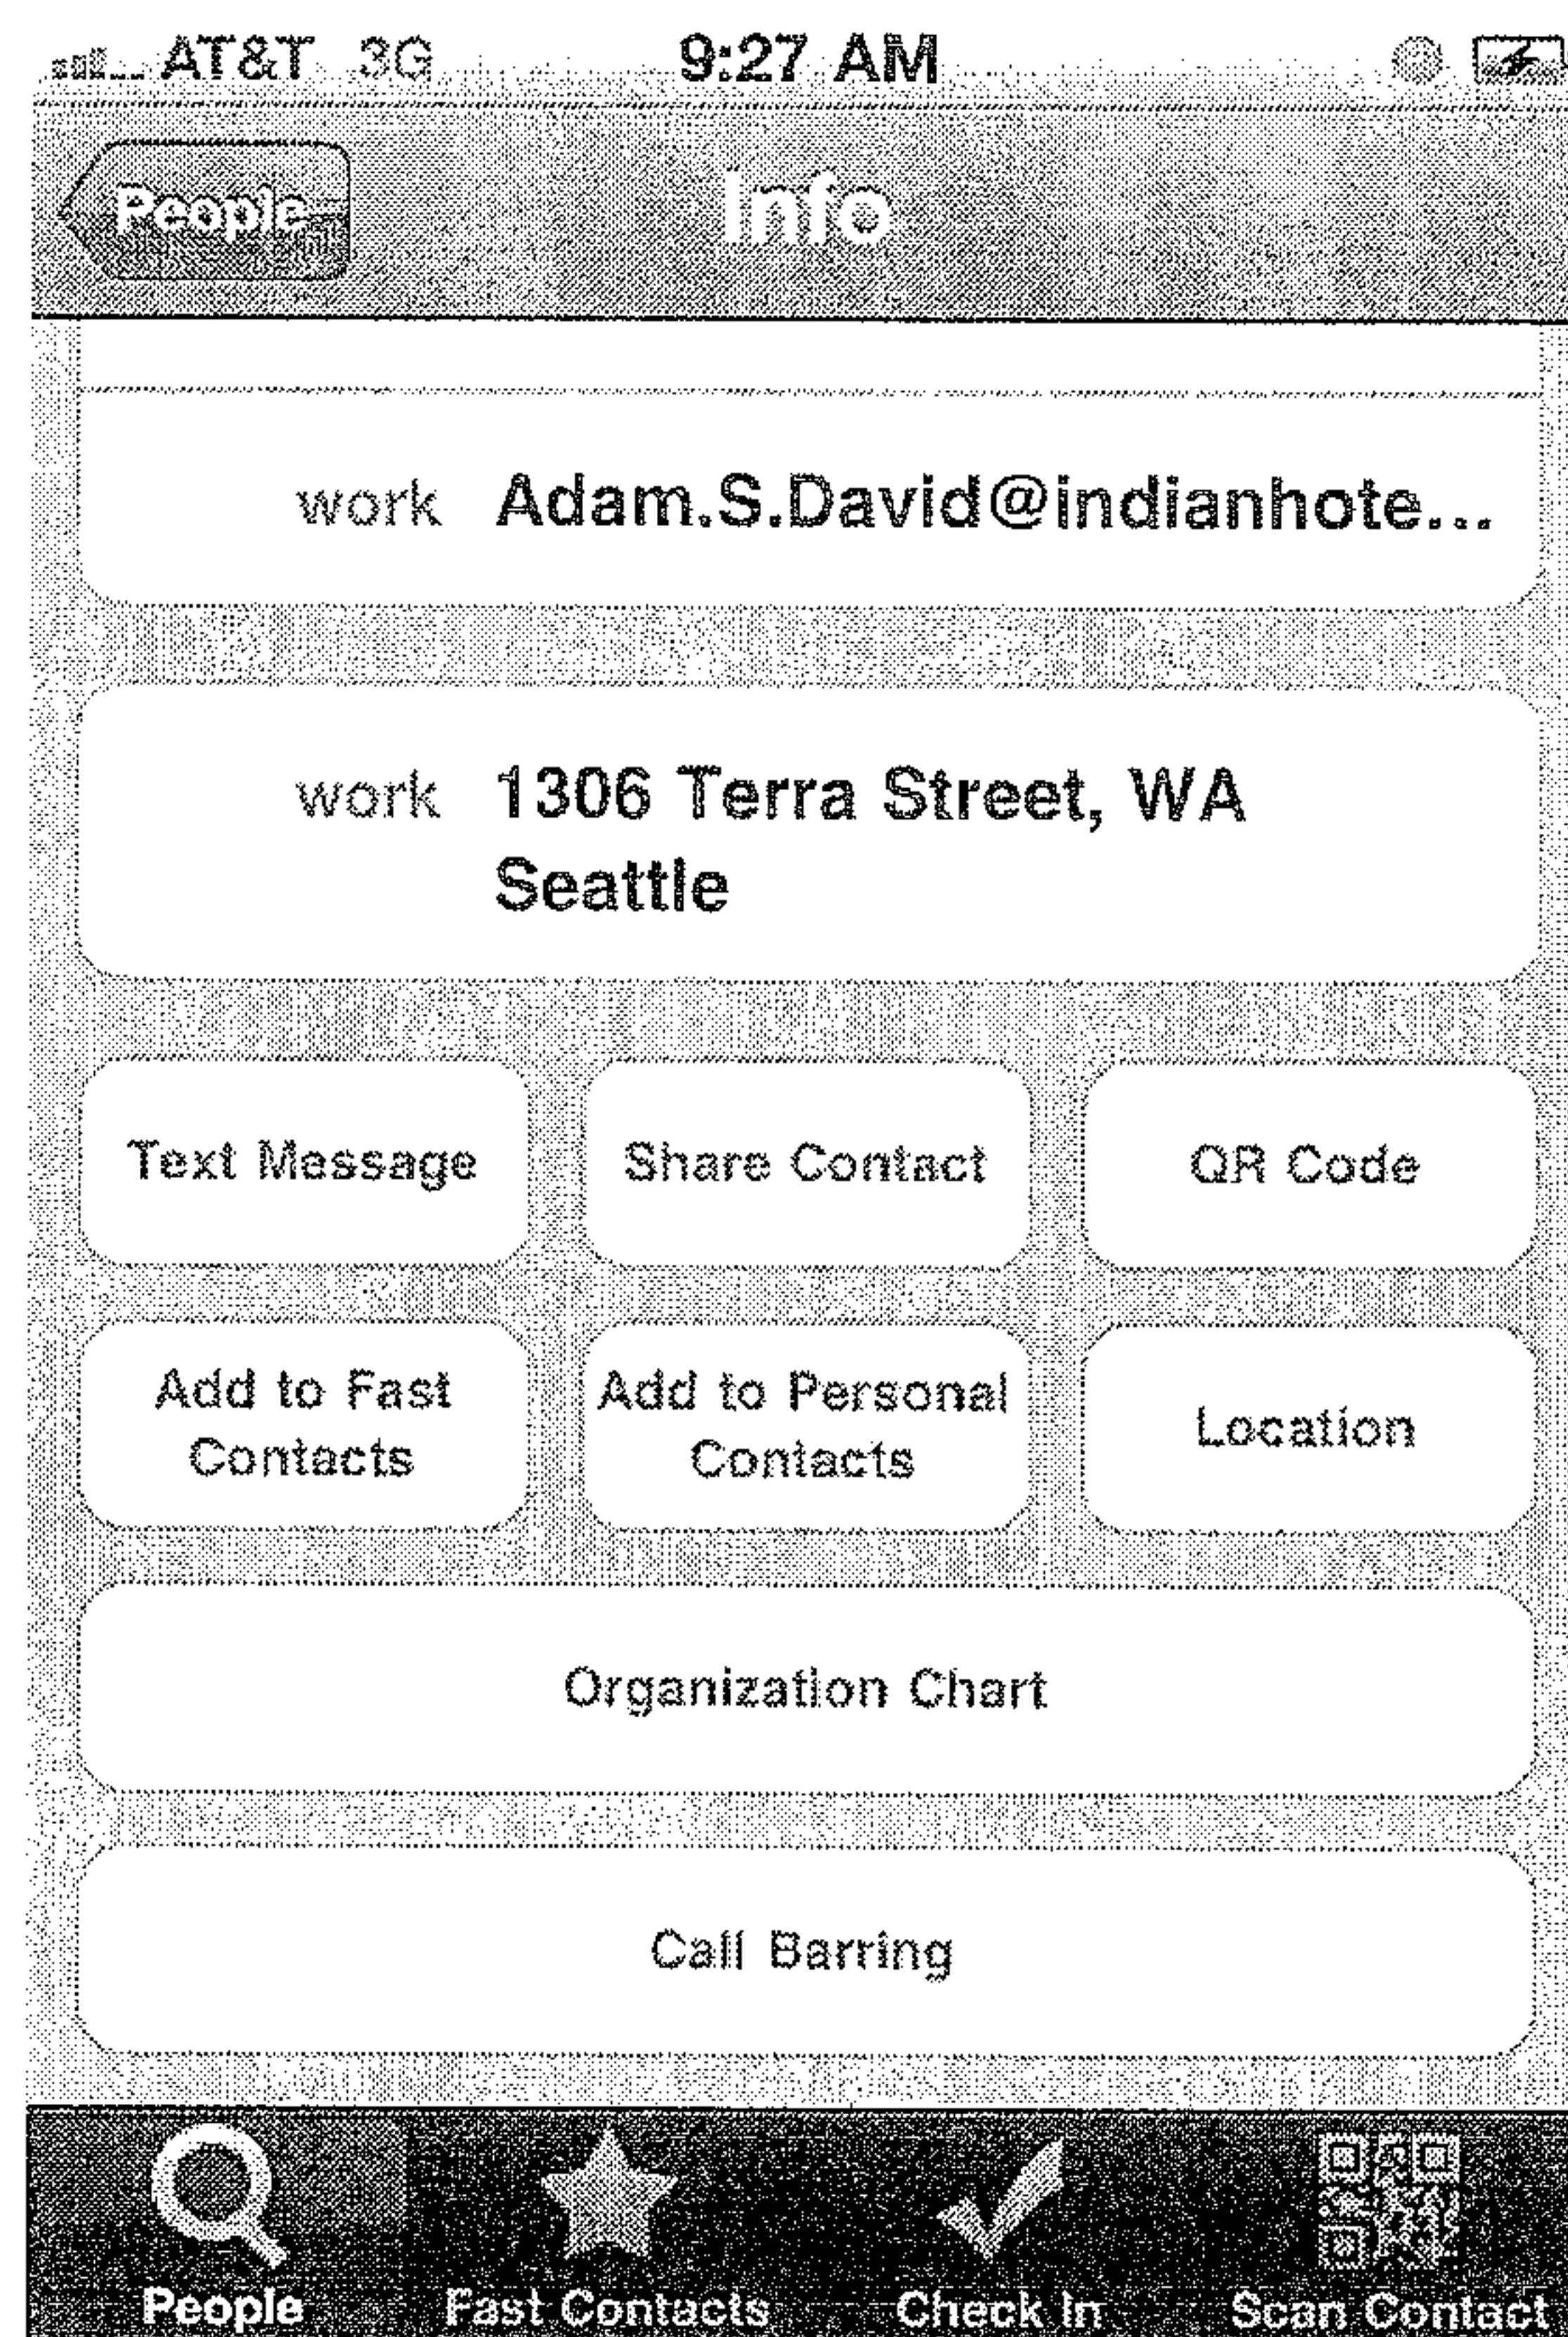 AT&T 3G 9:27 AM
People Info
work Adam.S.David@indianhote...
work 1306 Terra Street, WA
Seattle
Text Message Share Contact QR Code
Add to Fast
Contacts
Add to Personal
Contacts
Location
Organization Chart
Call Barring
People Fast Contacts Check In Scan Contact